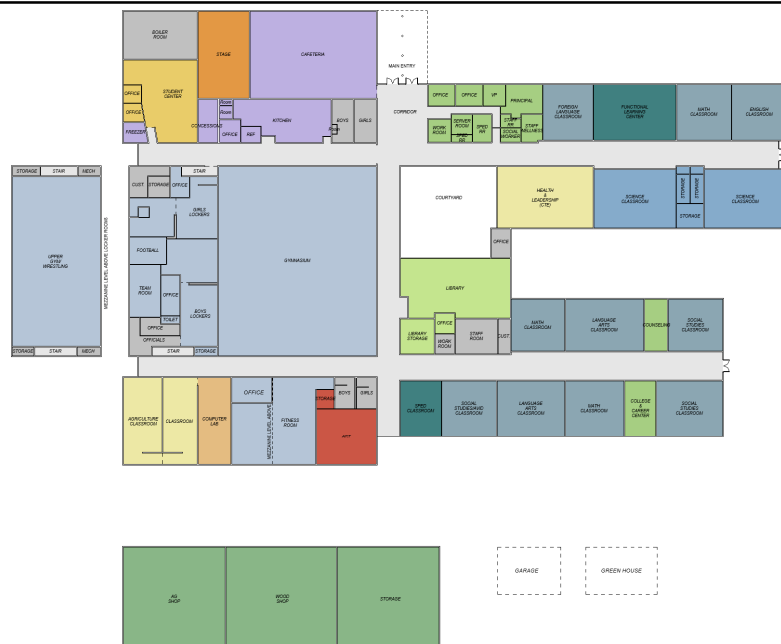 BOILER
ROOM
STAGE
CAFETERIA
MAIN ENTRY
STUDENT
CENTER
OFFICE
OFFICE
FREEZER
CONCESSIONS
Room
Room
OFFICE
REF
KITCHEN
Room
BOYS
GIRLS
CORRIDOR
OFFICE
OFFICE
VP
PRINCIPAL
WORK
ROOM
SERVER
ROOM
SPED
RR
SPED
RR
STAFF
RR
SOCIAL
WORKER
STAFF
WELLNESS
FOREIGN
LANGUAGE
CLASSROOM
FUNCTIONAL
LEARNING
CENTER
MATH
CLASSROOM
ENGLISH
CLASSROOM
STORAGE
STAIR
MECH
UPPER
GYM/
WRESTLING
STORAGE
STAIR
MECH
MEZZANINE LEVEL ABOVE LOCKER ROOMS
CUST.
STORAGE
OFFICE
STAIR
GIRLS
LOCKERS
FOOTBALL
TEAM
ROOM
OFFICE
TOILET
OFFICE
OFFICIALS
BOYS
LOCKERS
STAIR
STORAGE
GYMNASIUM
COURTYARD
OFFICE
HEALTH
&
LEADERSHIP
(CTE)
SCIENCE
CLASSROOM
STORAGE
STORAGE
STORAGE
SCIENCE
CLASSROOM
LIBRARY
LIBRARY
STORAGE
OFFICE
WORK
ROOM
STAFF
ROOM
CUST.
MATH
CLASSROOM
LANGUAGE
ARTS
CLASSROOM
COUNSELING
SOCIAL
STUDIES
CLASSROOM
AGRICULTURE
CLASSROOM
CLASSROOM
COMPUTER
LAB
OFFICE
MEZZANINE LEVEL ABOVE
FITNESS
ROOM
STORAGE
BOYS
GIRLS
SPED
CLASSROOM
SOCIAL
STUDIES/AVID
CLASSROOM
LANGUAGE
ARTS
CLASSROOM
MATH
CLASSROOM
COLLEGE
&
CAREER
CENTER
SOCIAL
STUDIES
CLASSROOM
AG
SHOP
WOOD
SHOP
STORAGE
GARAGE
GREEN HOUSE